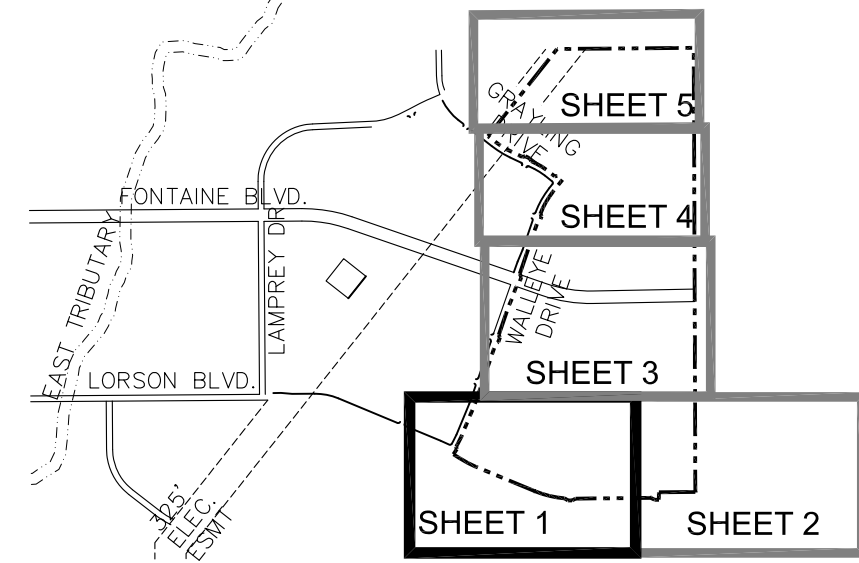 SHEET 5
GRAYLING
DRIVE
FONTAINE BLVD.
SHEET 4
EAST TRIBUTARY
LAMPREY DR
WALLEYE
DRIVE
LORSON BLVD.
SHEET 3
325'
ELEC.
ESMT
SHEET 1
SHEET 2